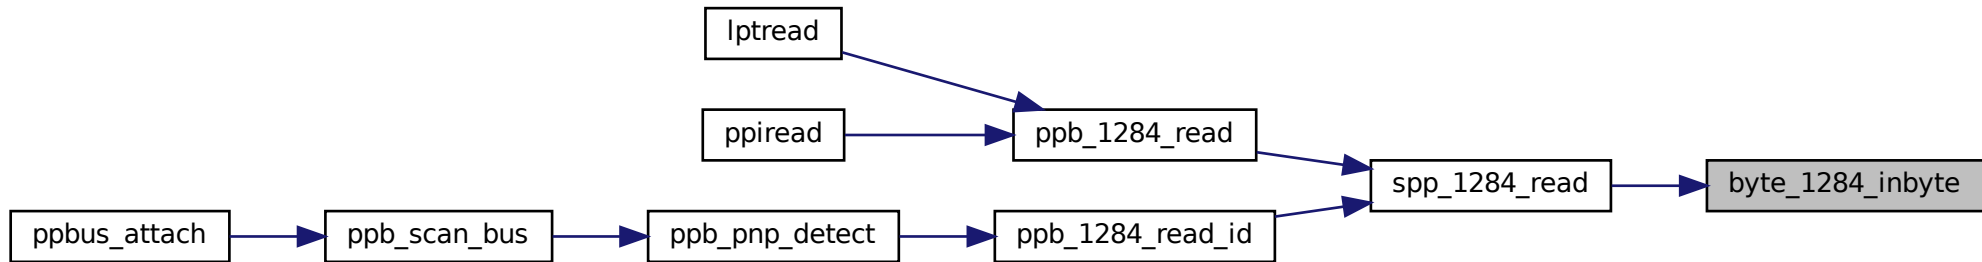 lptread
ppiread
ppb_1284_read
spp_1284_read
byte_1284_inbyte
ppbus_attach
ppb_scan_bus
ppb_pnp_detect
ppb_1284_read_id